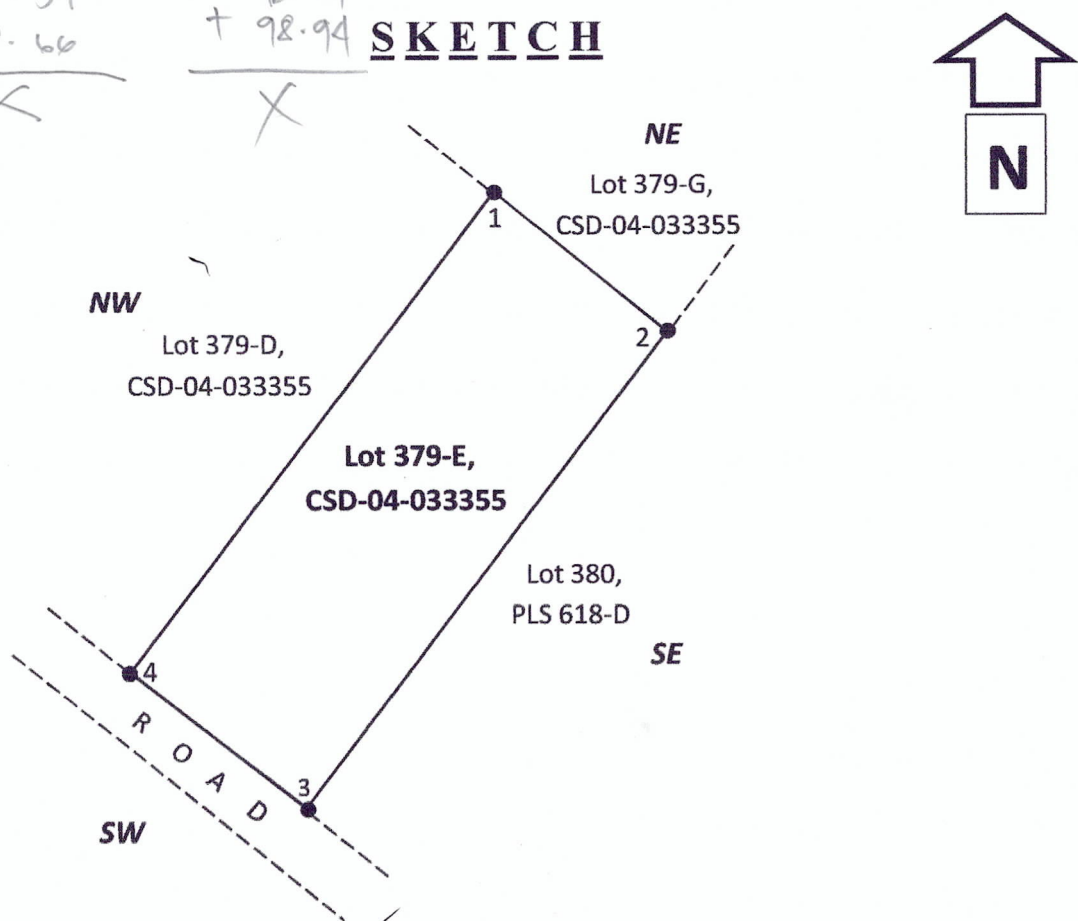 . 66
+ 98.94
X
SKETCH
N
NE
Lot 379-G,
CSD-04-033355
1
2
NW
Lot 379-D,
CSD-04-033355
Lot 379-E,
CSD-04-033355
Lot 380,
PLS 618-D
SE
4
ROAD
3
SW